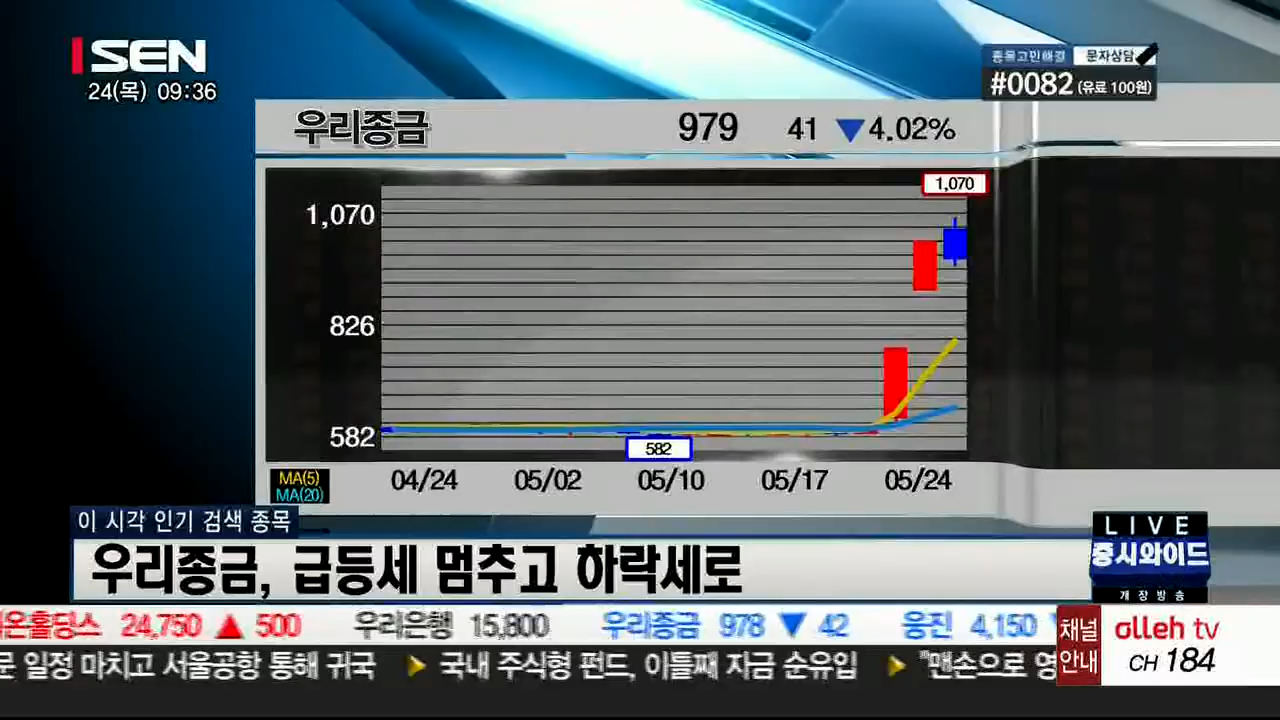 SEN
24(목) 09:36
종목고민해결 문자상담
#0082 (유료 100원)
우리종금 979 41 ▼4.02%
1,070
1,070
826
582
582
MA(5)
MA(20)
04/24 05/02 05/10 05/17 05/24
이 시각 인기 검색 종목
우리종금, 급등세 멈추고 하락세로
LIVE
증시와이드
개장방송
온홀딩스 24,750 ▲ 500 우리은행 15,800 우리종금 978 ▼ 42 웅진 4,150
문 일정 마치고 서울공항 통해 귀국 ▶ 국내 주식형 펀드, 이틀째 자금 순유입 ▶ "맨손으로 영
채널안내
olleh tv
CH 184